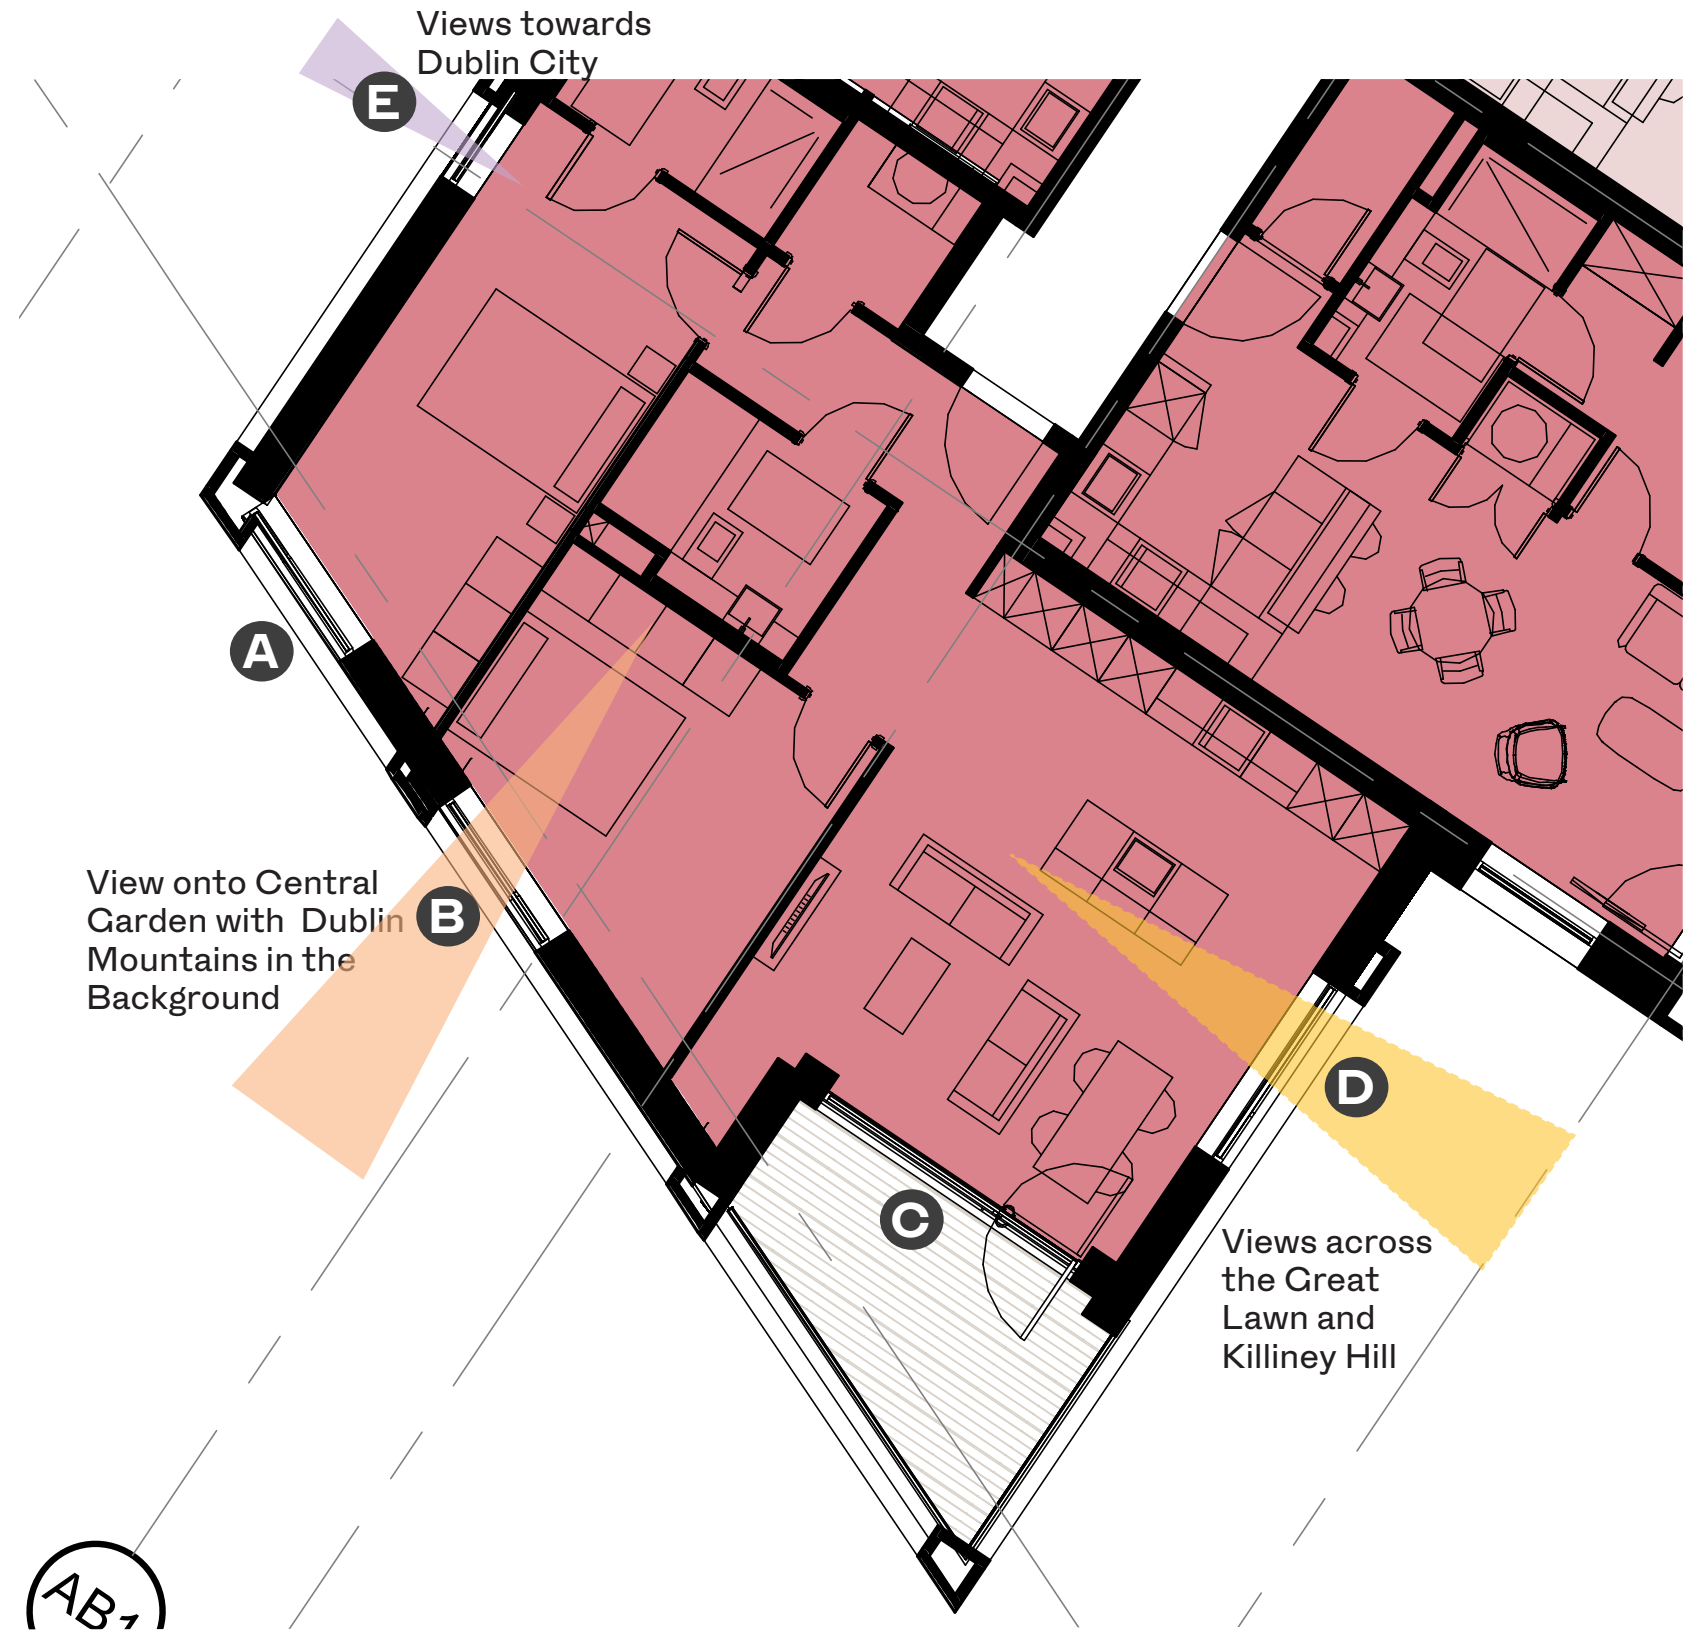 Views towards
Dublin City
E
A
View onto Central
Garden with Dublin
Mountains in the
Background
B
D
C
Views across
the Great
Lawn and
Killiney Hill
AB1